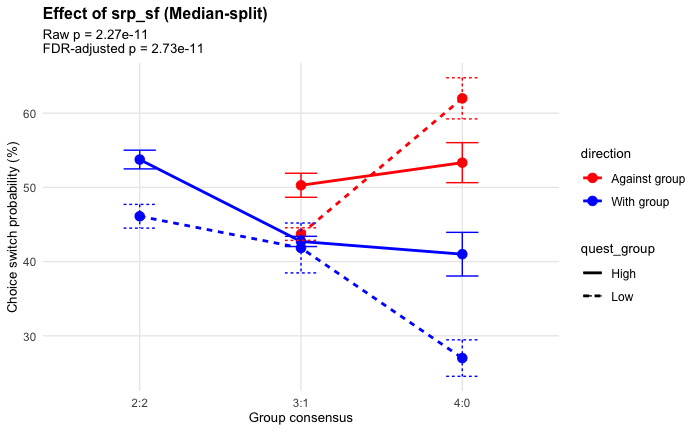 Effect of srp_sf (Median-split)
Raw p = 2.27e-11
FDR-adjusted p = 2.73e-11
Choice switch probability (%)
60
50
40
30
2:2
3:1
4:0
Group consensus
direction
Against group
With group
quest_group
High
Low